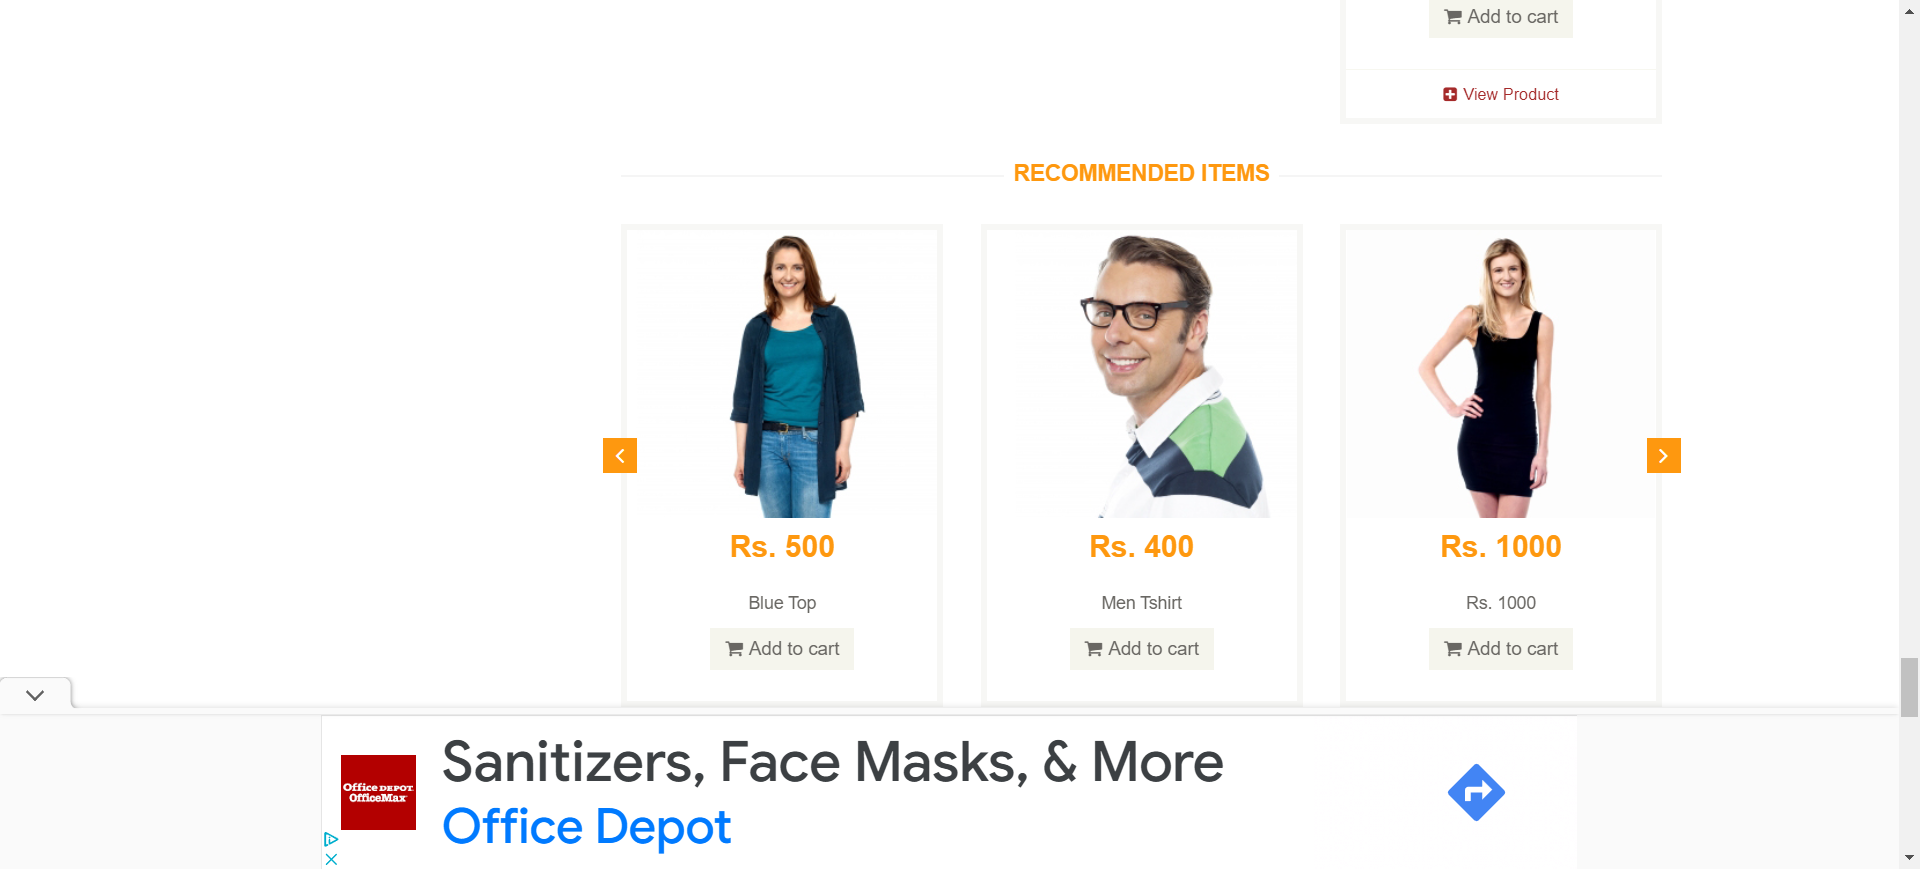 Add to cart
View Product
RECOMMENDED ITEMS
Rs. 500
Blue Top
Add to cart
Rs. 400
Men Tshirt
Add to cart
Rs. 1000
Rs. 1000
Add to cart
Office DEPOT
OfficeMax
Sanitizers, Face Masks, & More
Office Depot